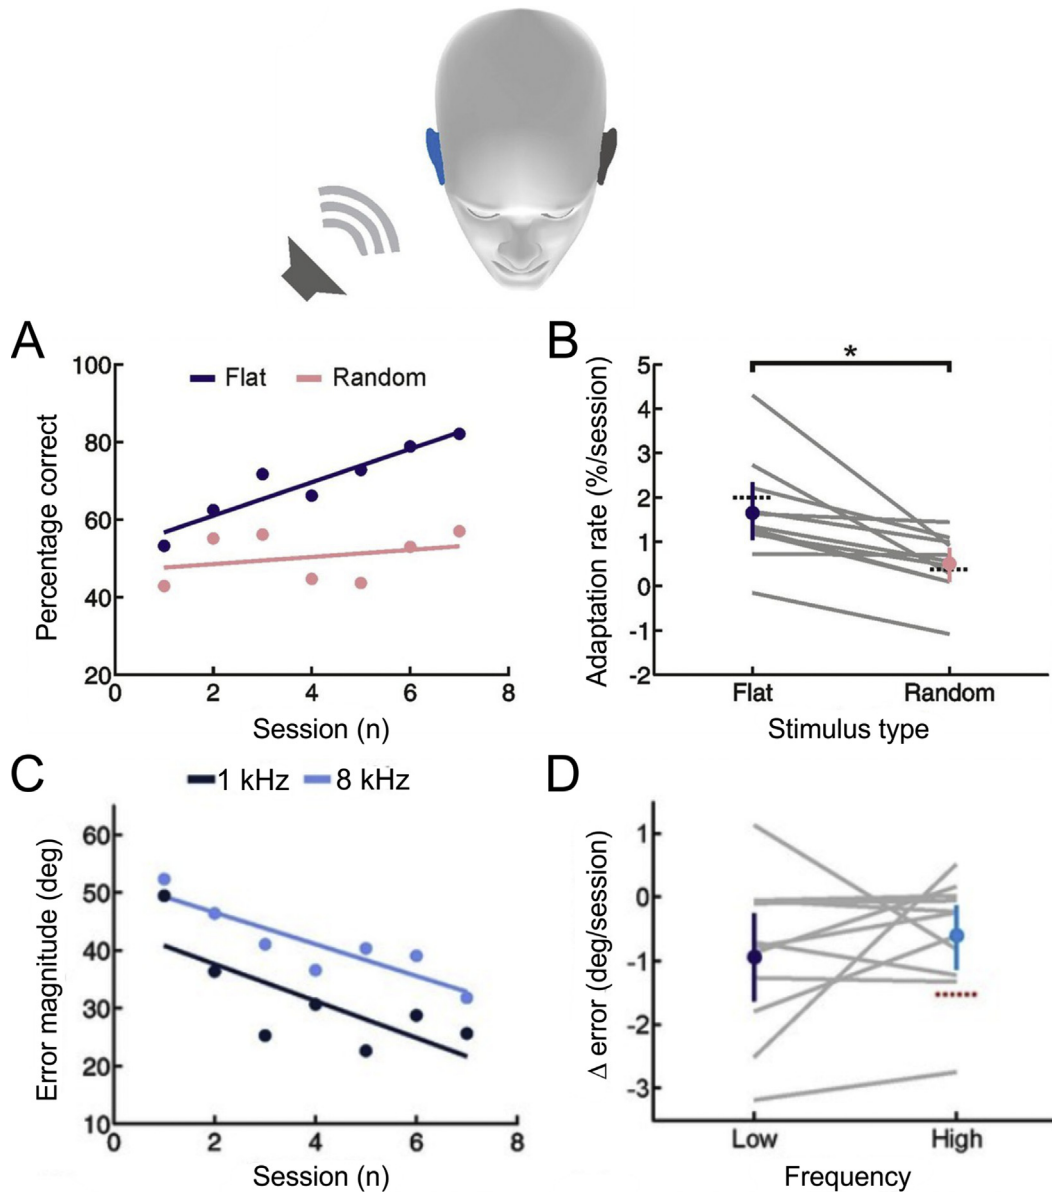 A
Percentage correct
100
80
60
40
20
0
2
4
6
8
Flat
Random
Session (n)
B
*
Adaptation rate (%/session)
5
4
3
2
1
0
-1
-2
Flat
Random
Stimulus type
C
1 kHz
8 kHz
Error magnitude (deg)
60
50
40
30
20
10
0
2
4
6
8
Session (n)
D
Δ error (deg/session)
1
0
-1
-2
-3
Low
High
Frequency